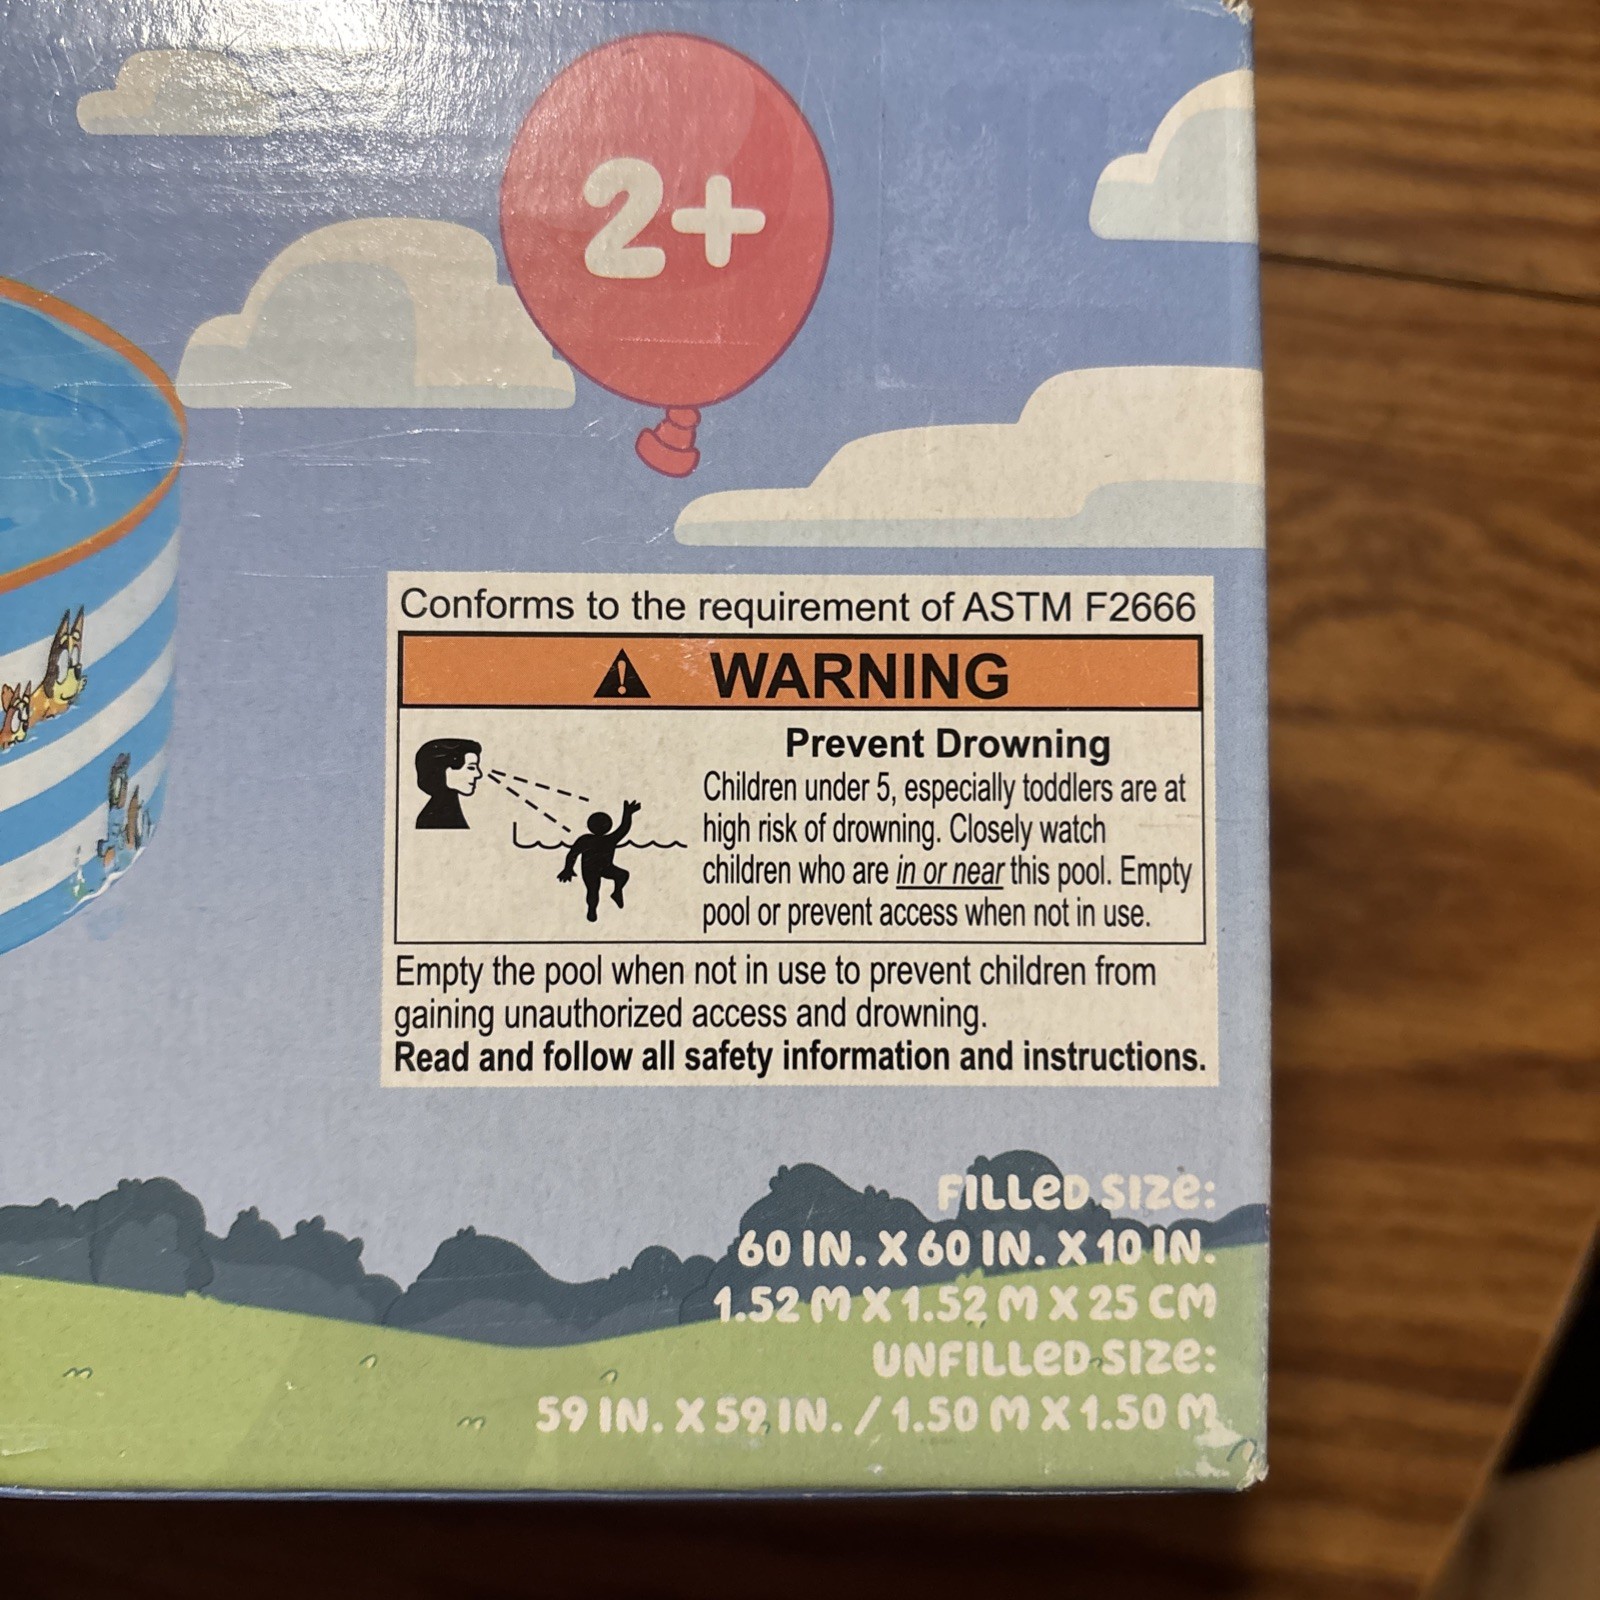 2+
Conforms to the requirement of ASTM F2666
WARNING
Prevent Drowning
Children under 5, especially toddlers are at
high risk of drowning. Closely watch
children who are in or near this pool. Empty
pool or prevent access when not in use.
Empty the pool when not in use to prevent children from
gaining unauthorized access and drowning.
Read and follow all safety information and instructions.
FILLED SIZE:
60 IN. X 60 IN. X 10 IN.
1.52 M X 1.52 M X 25 CM
UNFILLED SIZE:
59 IN. X 59 IN. / 1.50 M X 1.50 M